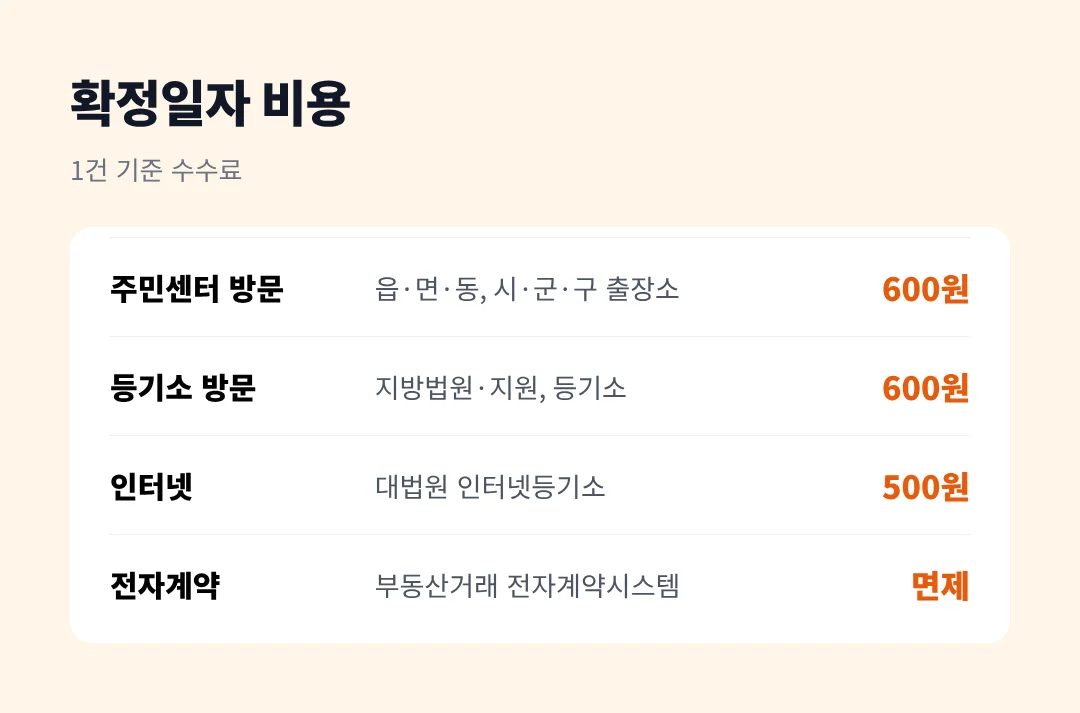 확정일자 비용
1건 기준 수수료
주민센터 방문 읍·면·동, 시·군·구 출장소 600원
등기소 방문 지방법원·지원, 등기소 600원
인터넷 대법원 인터넷등기소 500원
전자계약 부동산거래 전자계약시스템 면제